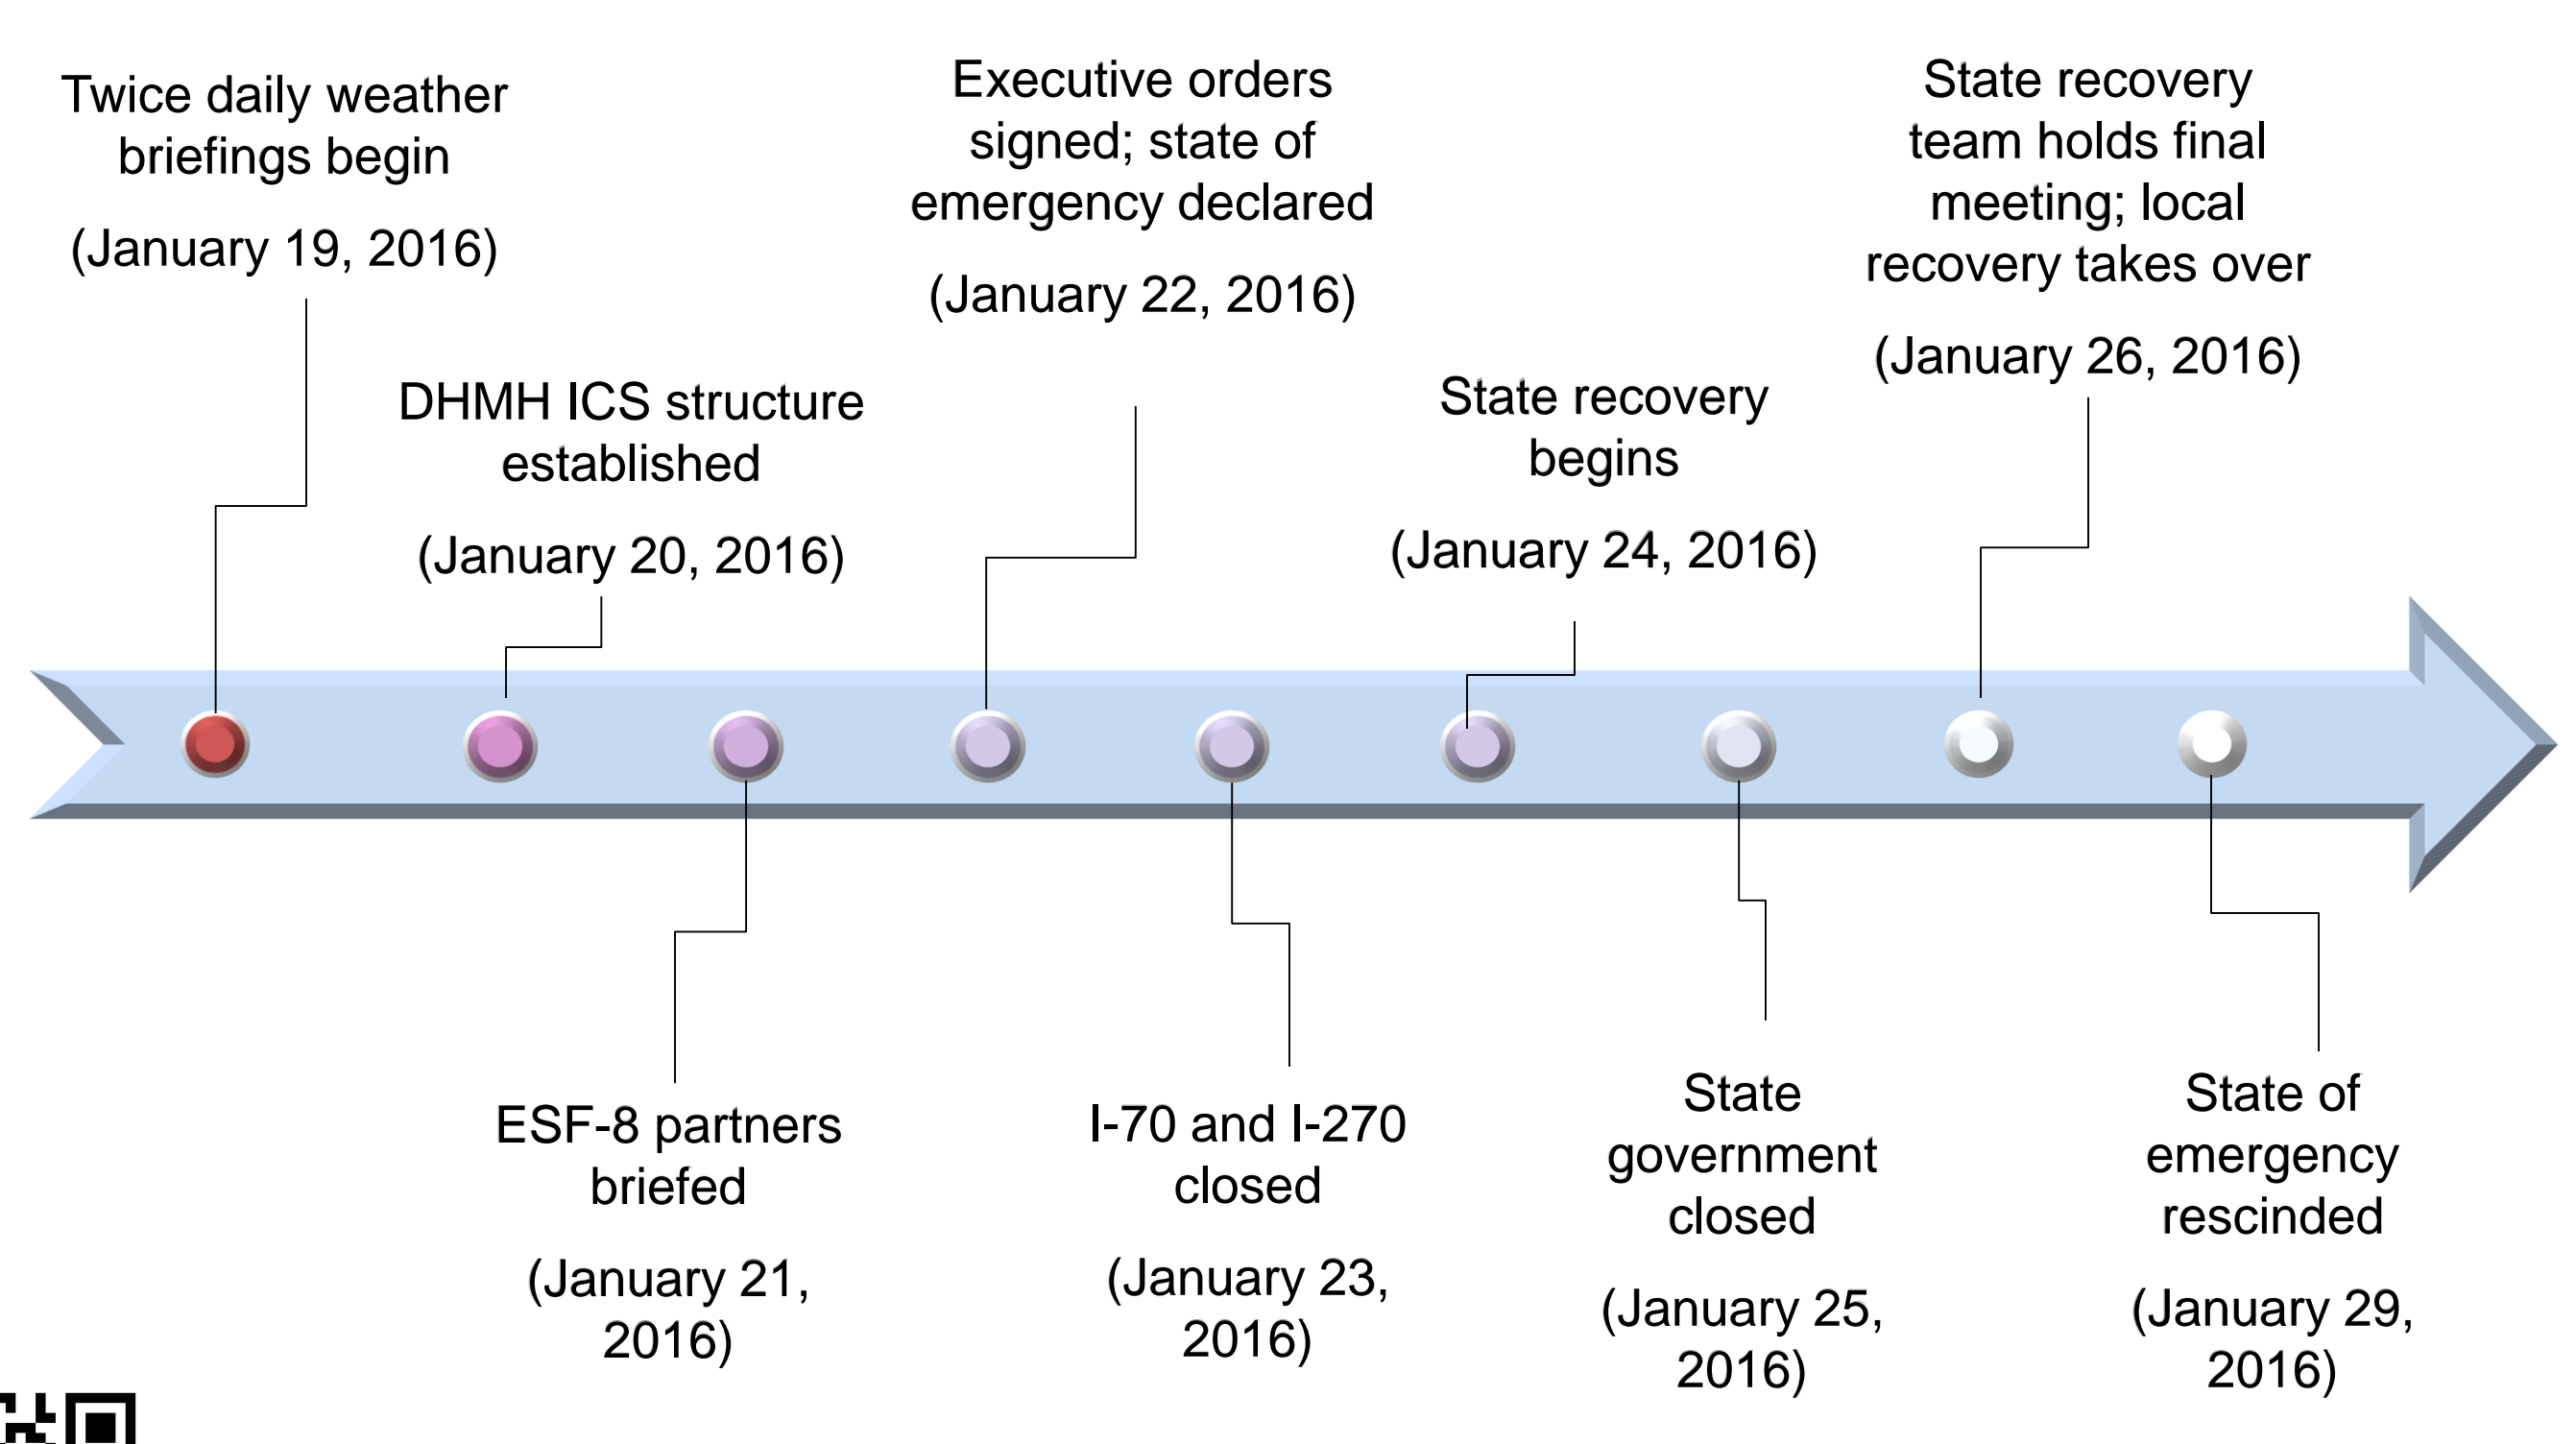 Twice daily weather
briefings begin
(January 19, 2016)
DHMH ICS structure
established
(January 20, 2016)
ESF-8 partners
briefed
(January 21,
2016)
Executive orders
signed; state of
emergency declared
(January 22, 2016)
I-70 and I-270
closed
(January 23,
2016)
State recovery
begins
(January 24, 2016)
State
government
closed
(January 25,
2016)
State recovery
team holds final
meeting; local
recovery takes over
(January 26, 2016)
State of
emergency
rescinded
(January 29,
2016)